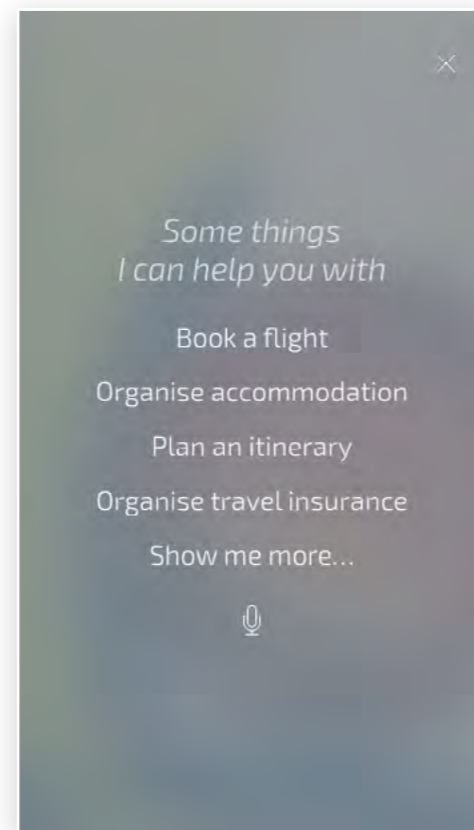 Some things
I can help you with
Book a flight
Organise accommodation
Plan an itinerary
Organise travel insurance
Show me more...